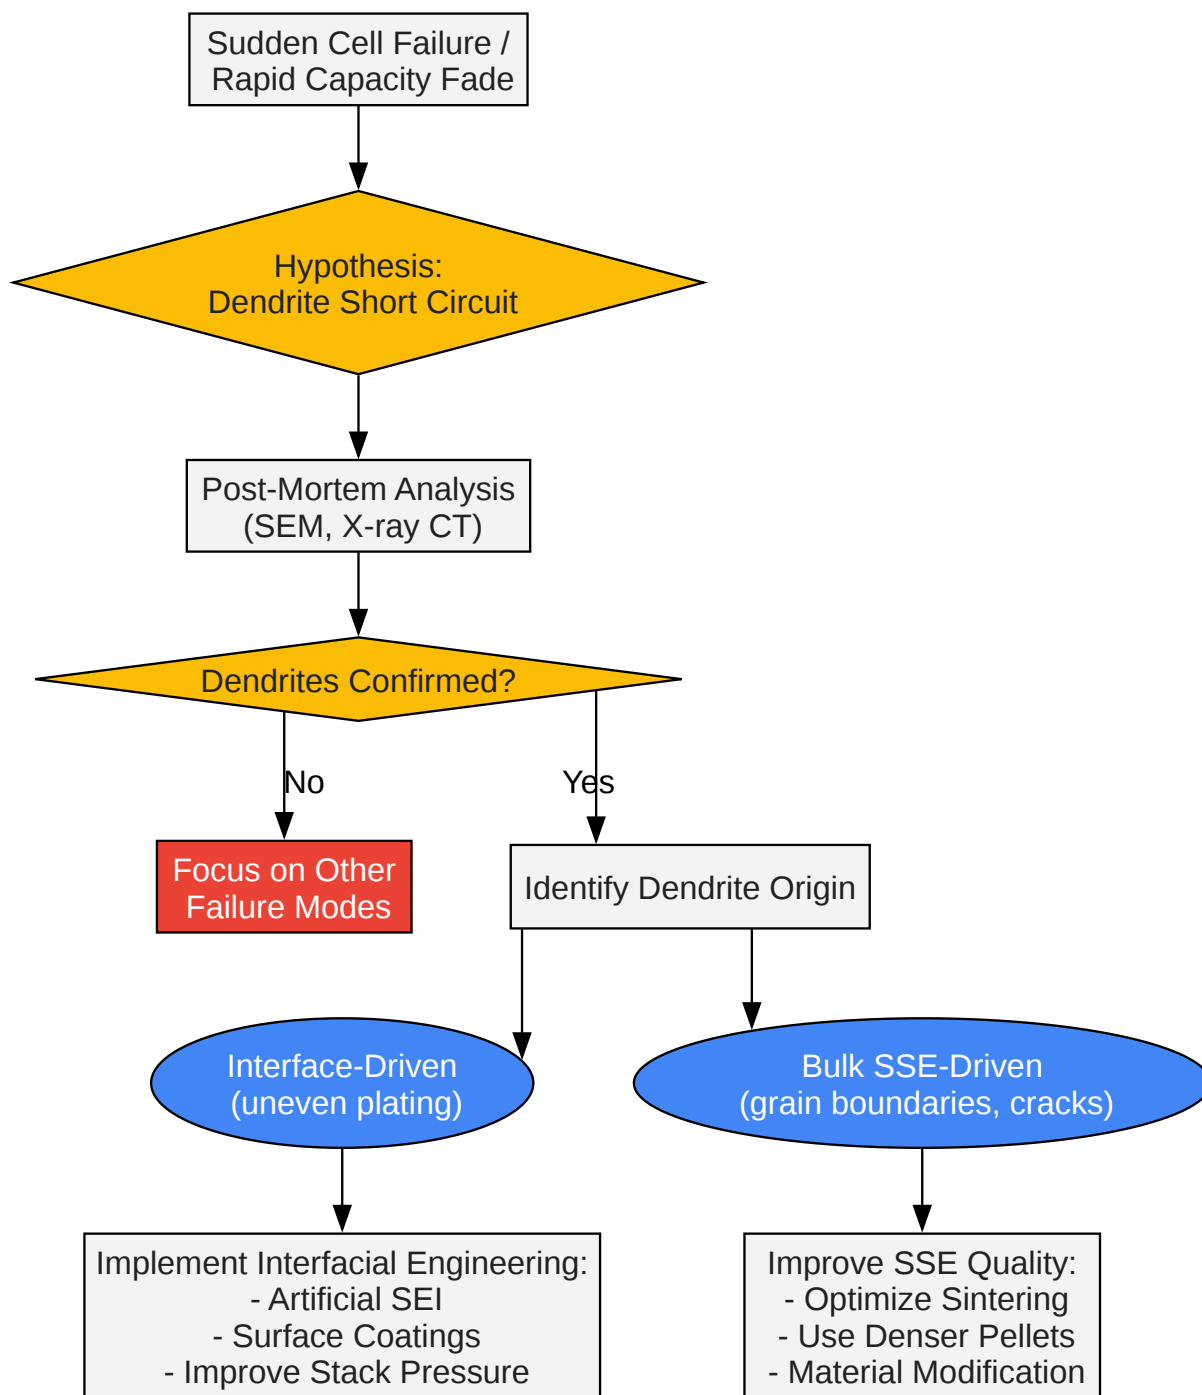 Sudden Cell Failure /
Rapid Capacity Fade
Hypothesis:
Dendrite Short Circuit
Post-Mortem Analysis
(SEM, X-ray CT)
Dendrites Confirmed?
No
Yes
Focus on Other
Failure Modes
Identify Dendrite Origin
Interface-Driven
(uneven plating)
Bulk SSE-Driven
(grain boundaries, cracks)
Implement Interfacial Engineering:
- Artificial SEI
- Surface Coatings
- Improve Stack Pressure
Improve SSE Quality:
- Optimize Sintering
- Use Denser Pellets
- Material Modification